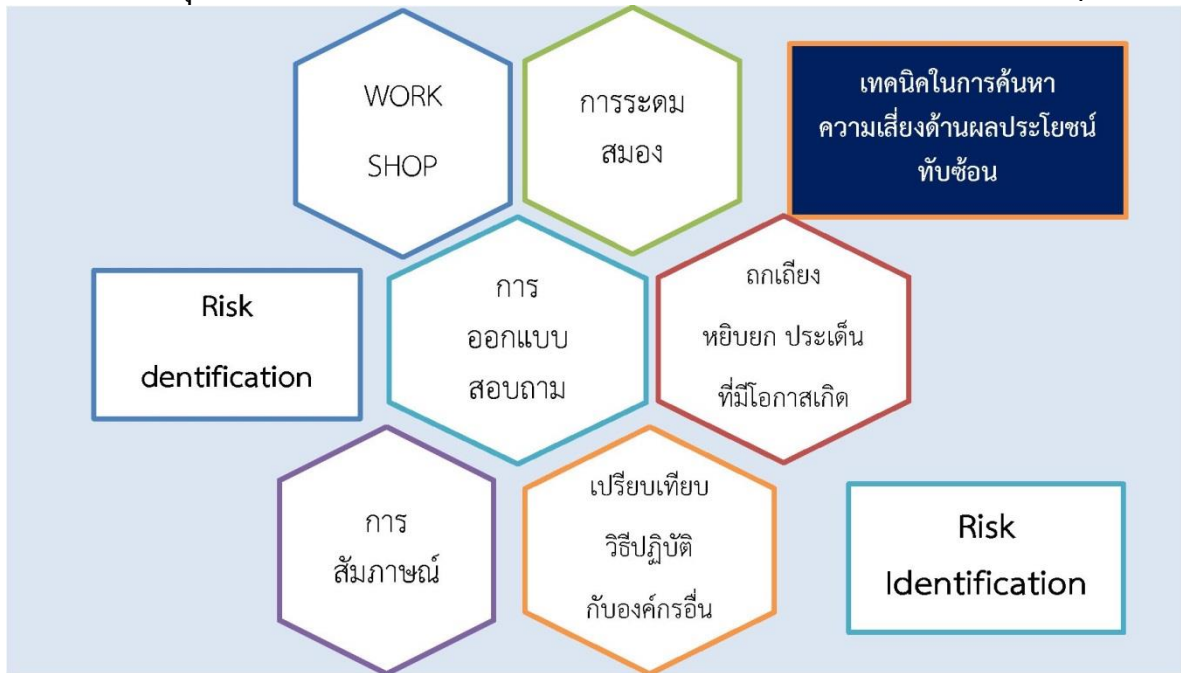 WORK
SHOP
การระดม
สมอง
เทคนิคในการค้นหา
ความเสี่ยงด้านผลประโยชน์
ทับซ้อน
Risk
dentification
การ
ออกแบบ
สอบถาม
ถกเถียง
หยิบยก ประเด็น
ที่มีโอกาสเกิด
การ
สัมภาษณ์
เปรียบเทียบ
วิธีปฏิบัติ
กับองค์กรอื่น
Risk
Identification